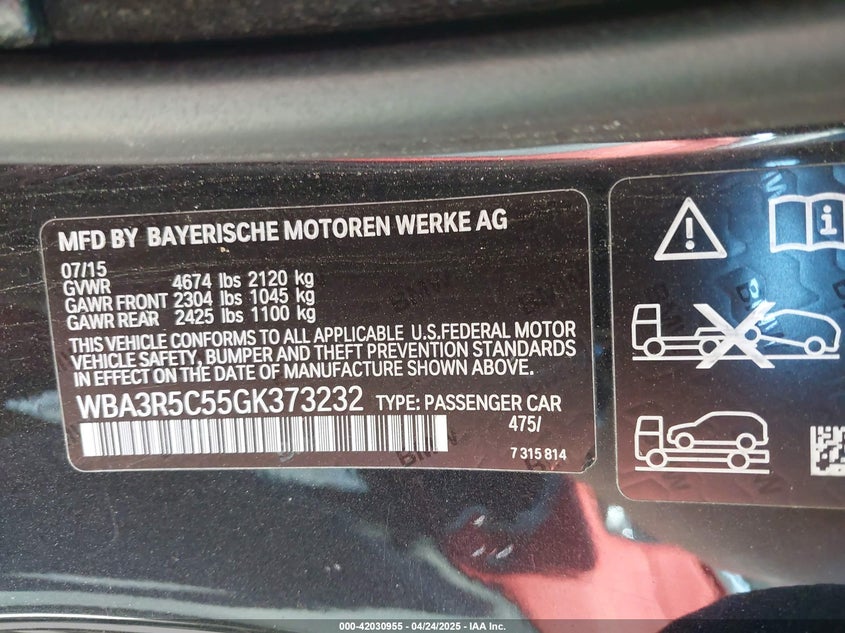 MFD BY BAYERISCHE MOTOREN WERKE AG
07/15
GVWR 4674 lbs 2120 kg
GAWR FRONT 2304 lbs 1045 kg
GAWR REAR 2425 lbs 1100 kg
THIS VEHICLE CONFORMS TO ALL APPLICABLE U.S.FEDERAL MOTOR
VEHICLE SAFETY, BUMPER AND THEFT PREVENTION STANDARDS
IN EFFECT ON THE DATE OF MANUFACTURE SHOWN ABOVE.
WBA3R5C55GK373232 TYPE: PASSENGER CAR
475/
7 315 814
000-42030955 - 04/24/2025 - IAA Inc.